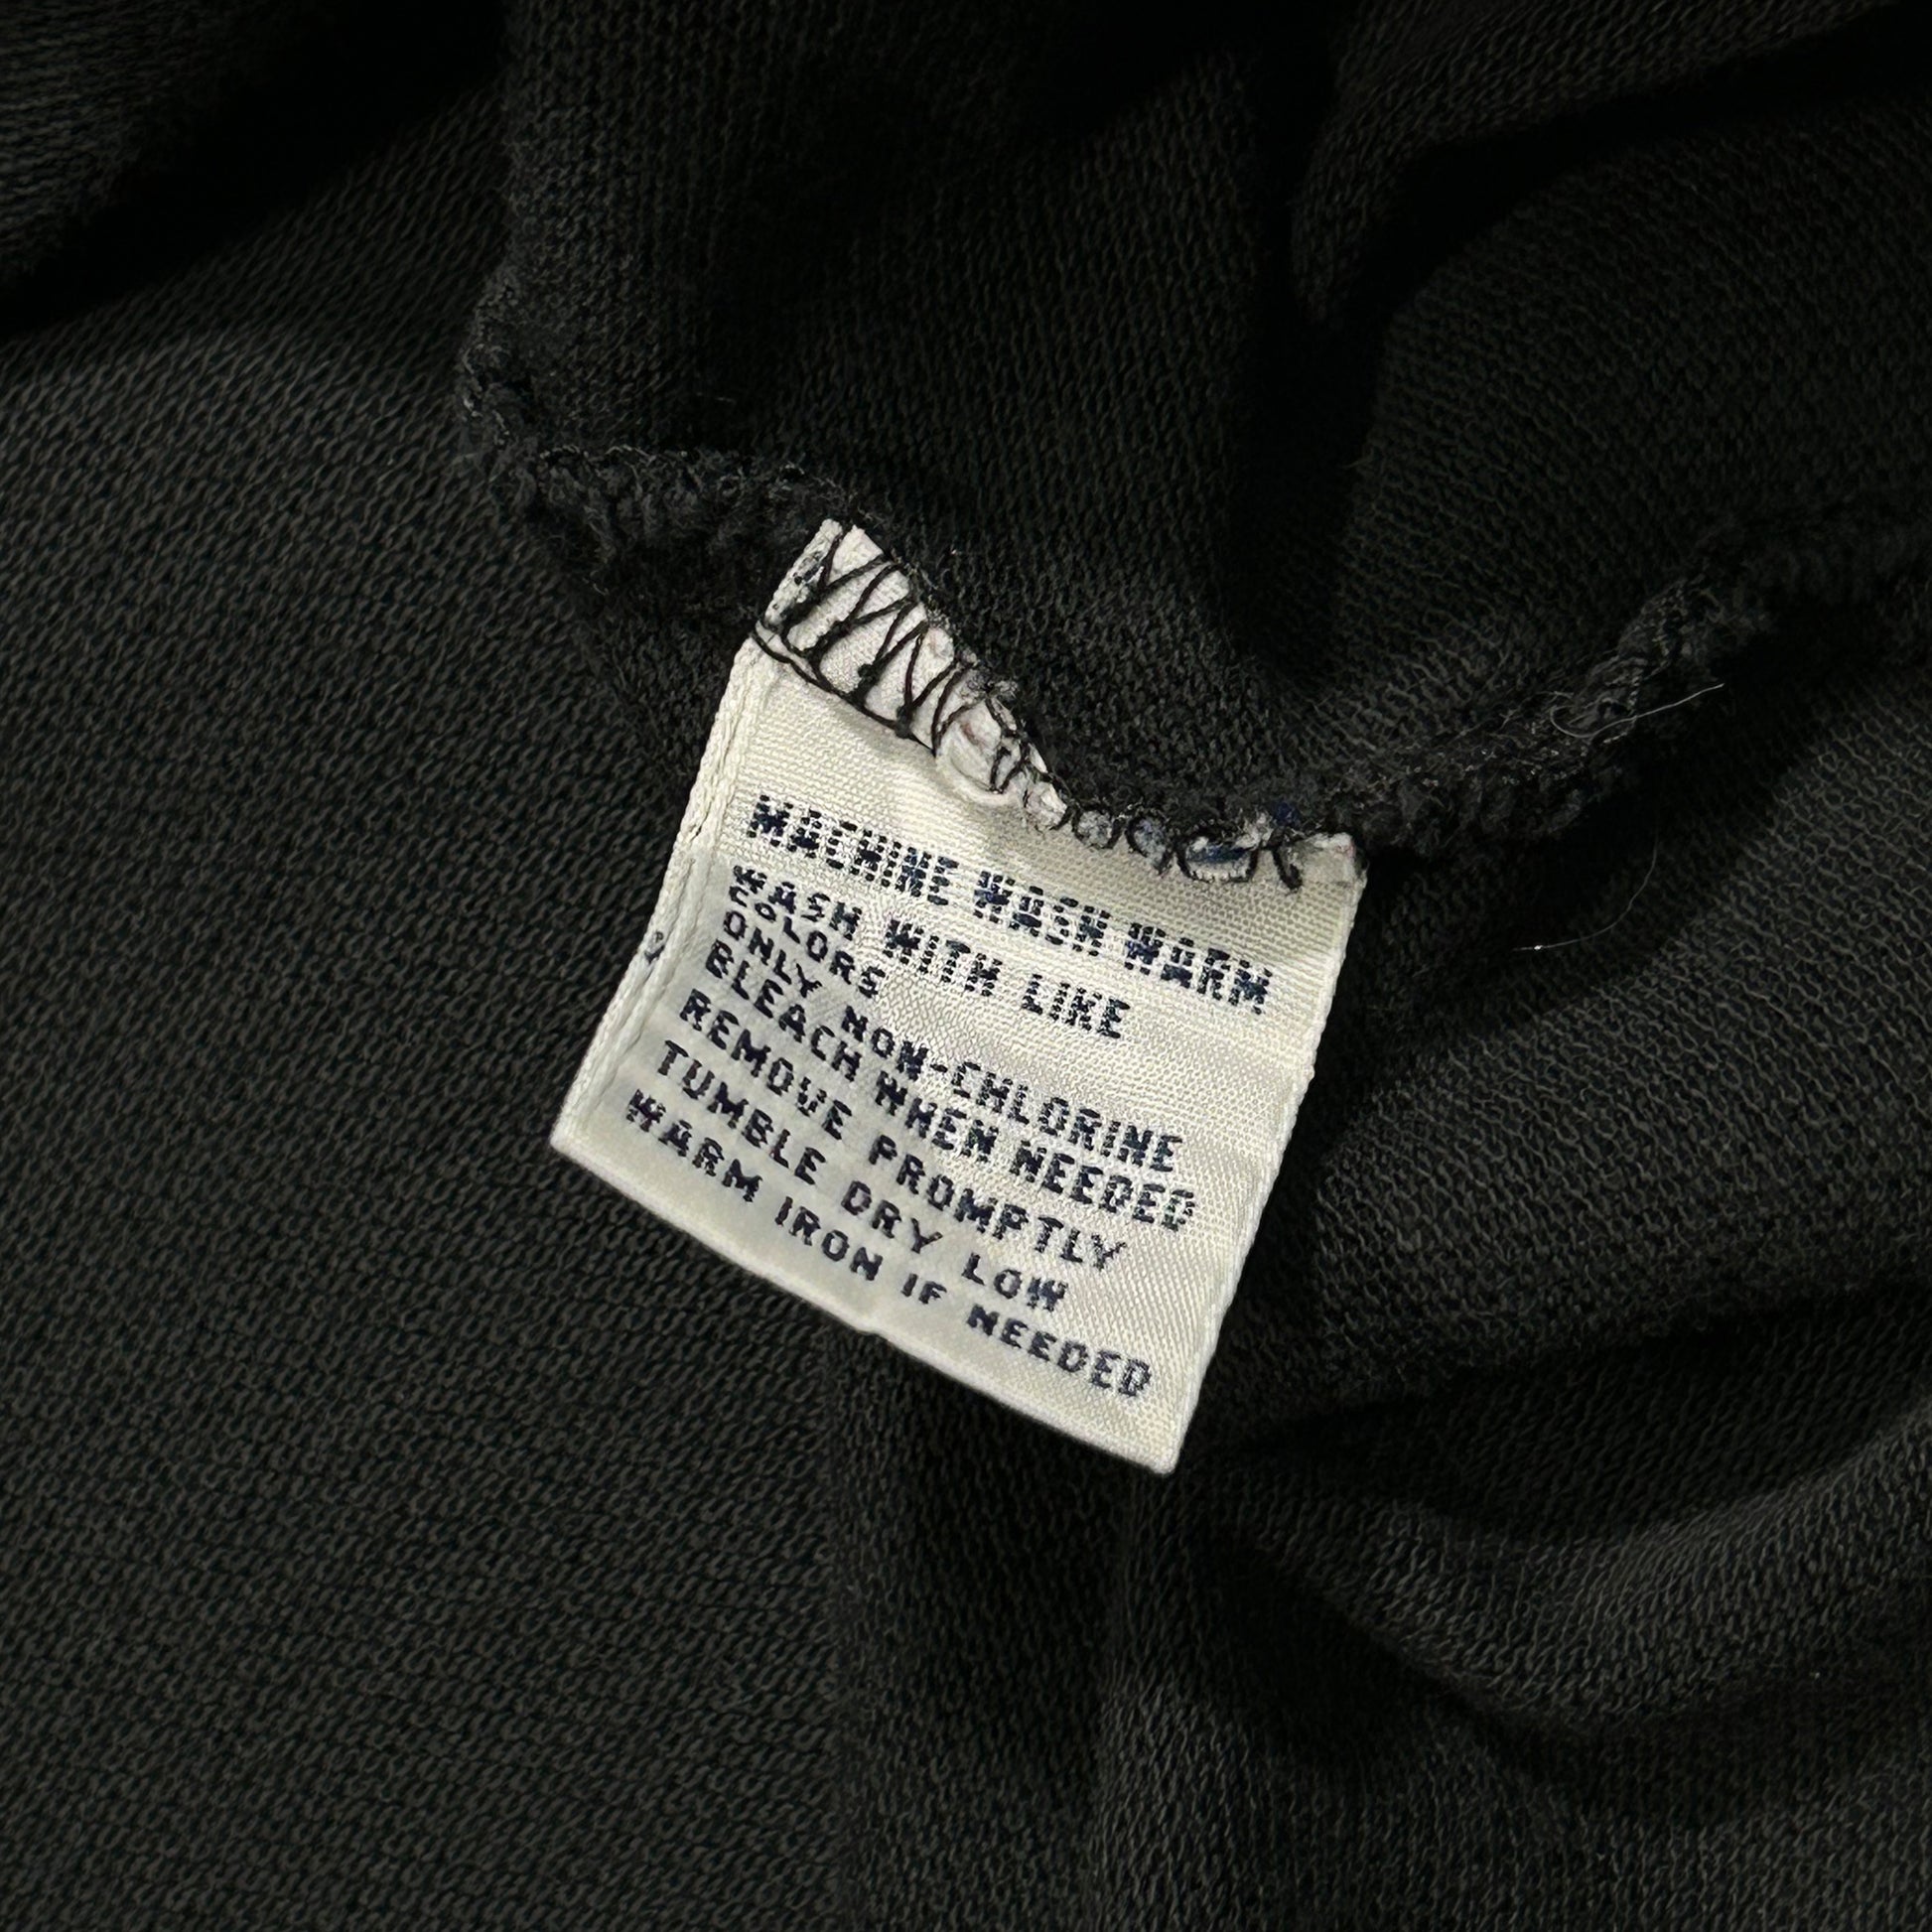 MACHINE WASH WARM
WASH WITH LIKE
COLORS
ONLY NON-CHLORINE
BLEACH WHEN NEEDED
REMOVE PROMPTLY
TUMBLE DRY LOW
WARM IRON IF NEEDED